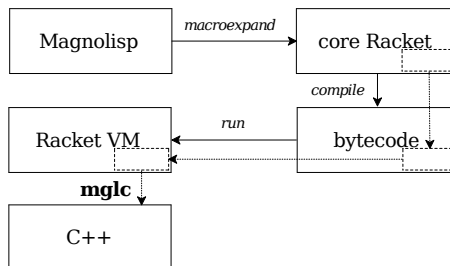 Magnolisp
macroexpand
core Racket
compile
Racket VM
run
bytecode
mglc
C++